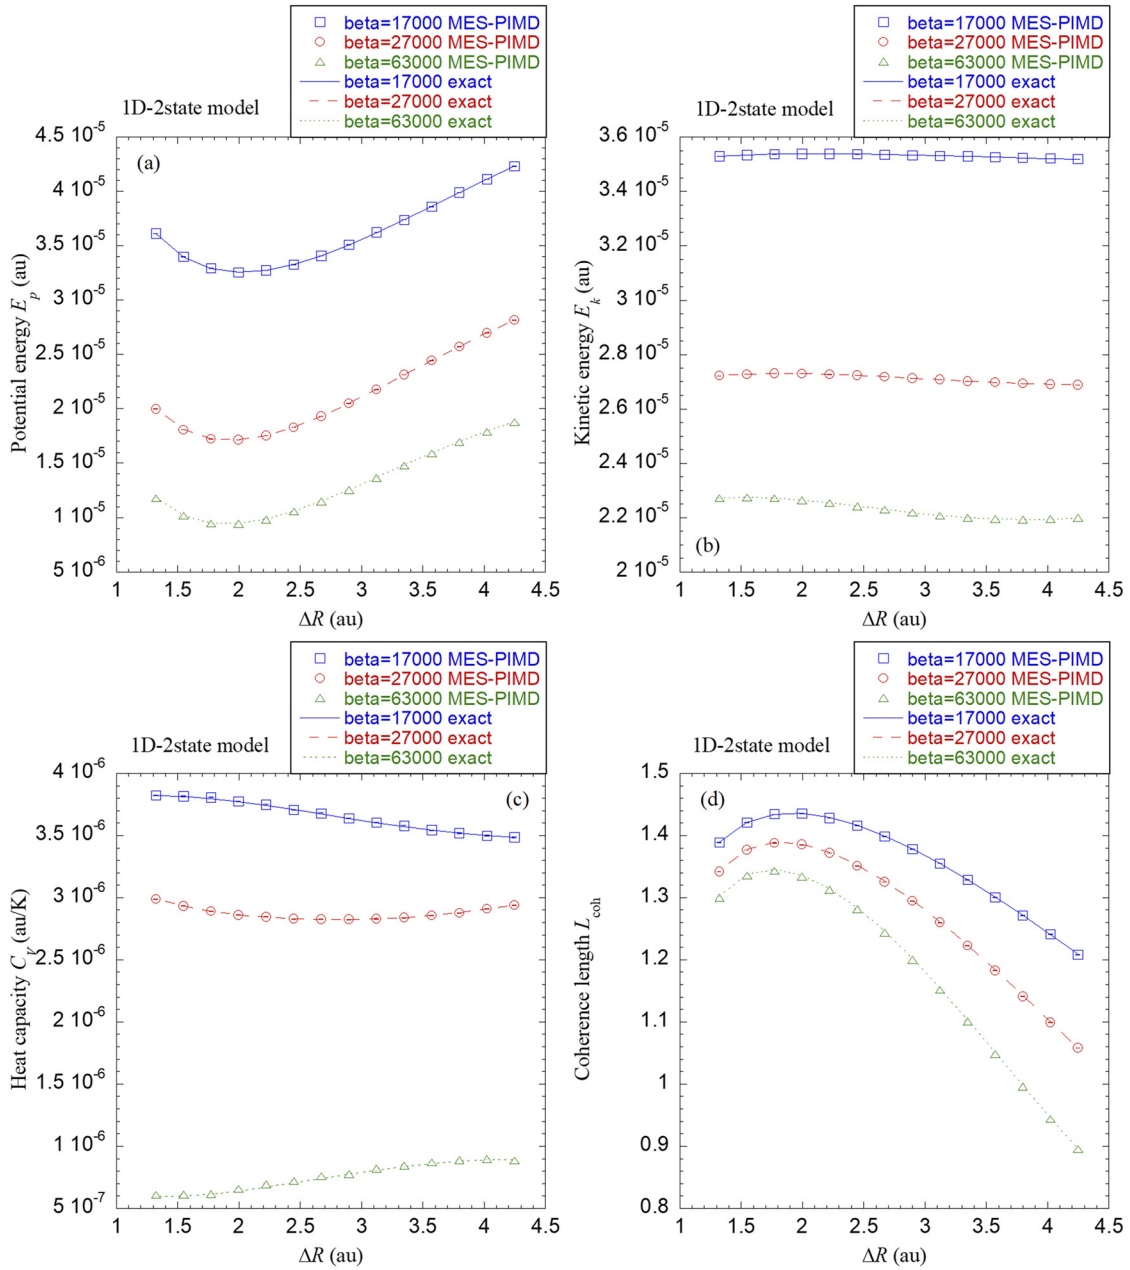 beta=17000 MES-PIMD
beta=27000 MES-PIMD
beta=63000 MES-PIMD
beta=17000 exact
beta=27000 exact
beta=63000 exact
1D-2state model
(a)
4.5 10⁻⁵
4 10⁻⁵
3.5 10⁻⁵
3 10⁻⁵
2.5 10⁻⁵
2 10⁻⁵
1.5 10⁻⁵
1 10⁻⁵
5 10⁻⁶
Potential energy E_p (au)
1 1.5 2 2.5 3 3.5 4 4.5
ΔR (au)
beta=17000 MES-PIMD
beta=27000 MES-PIMD
beta=63000 MES-PIMD
beta=17000 exact
beta=27000 exact
beta=63000 exact
1D-2state model
3.6 10⁻⁵
3.4 10⁻⁵
3.2 10⁻⁵
3 10⁻⁵
2.8 10⁻⁵
2.6 10⁻⁵
2.4 10⁻⁵
2.2 10⁻⁵
2 10⁻⁵
Kinetic energy E_k (au)
(b)
1 1.5 2 2.5 3 3.5 4 4.5
ΔR (au)
beta=17000 MES-PIMD
beta=27000 MES-PIMD
beta=63000 MES-PIMD
beta=17000 exact
beta=27000 exact
beta=63000 exact
1D-2state model
(c)
4 10⁻⁶
3.5 10⁻⁶
3 10⁻⁶
2.5 10⁻⁶
2 10⁻⁶
1.5 10⁻⁶
1 10⁻⁶
5 10⁻⁷
Heat capacity C_V (au/K)
1 1.5 2 2.5 3 3.5 4 4.5
ΔR (au)
beta=17000 MES-PIMD
beta=27000 MES-PIMD
beta=63000 MES-PIMD
beta=17000 exact
beta=27000 exact
beta=63000 exact
1D-2state model
(d)
1.5
1.4
1.3
1.2
1.1
1
0.9
0.8
Coherence length L_coh
1 1.5 2 2.5 3 3.5 4 4.5
ΔR (au)